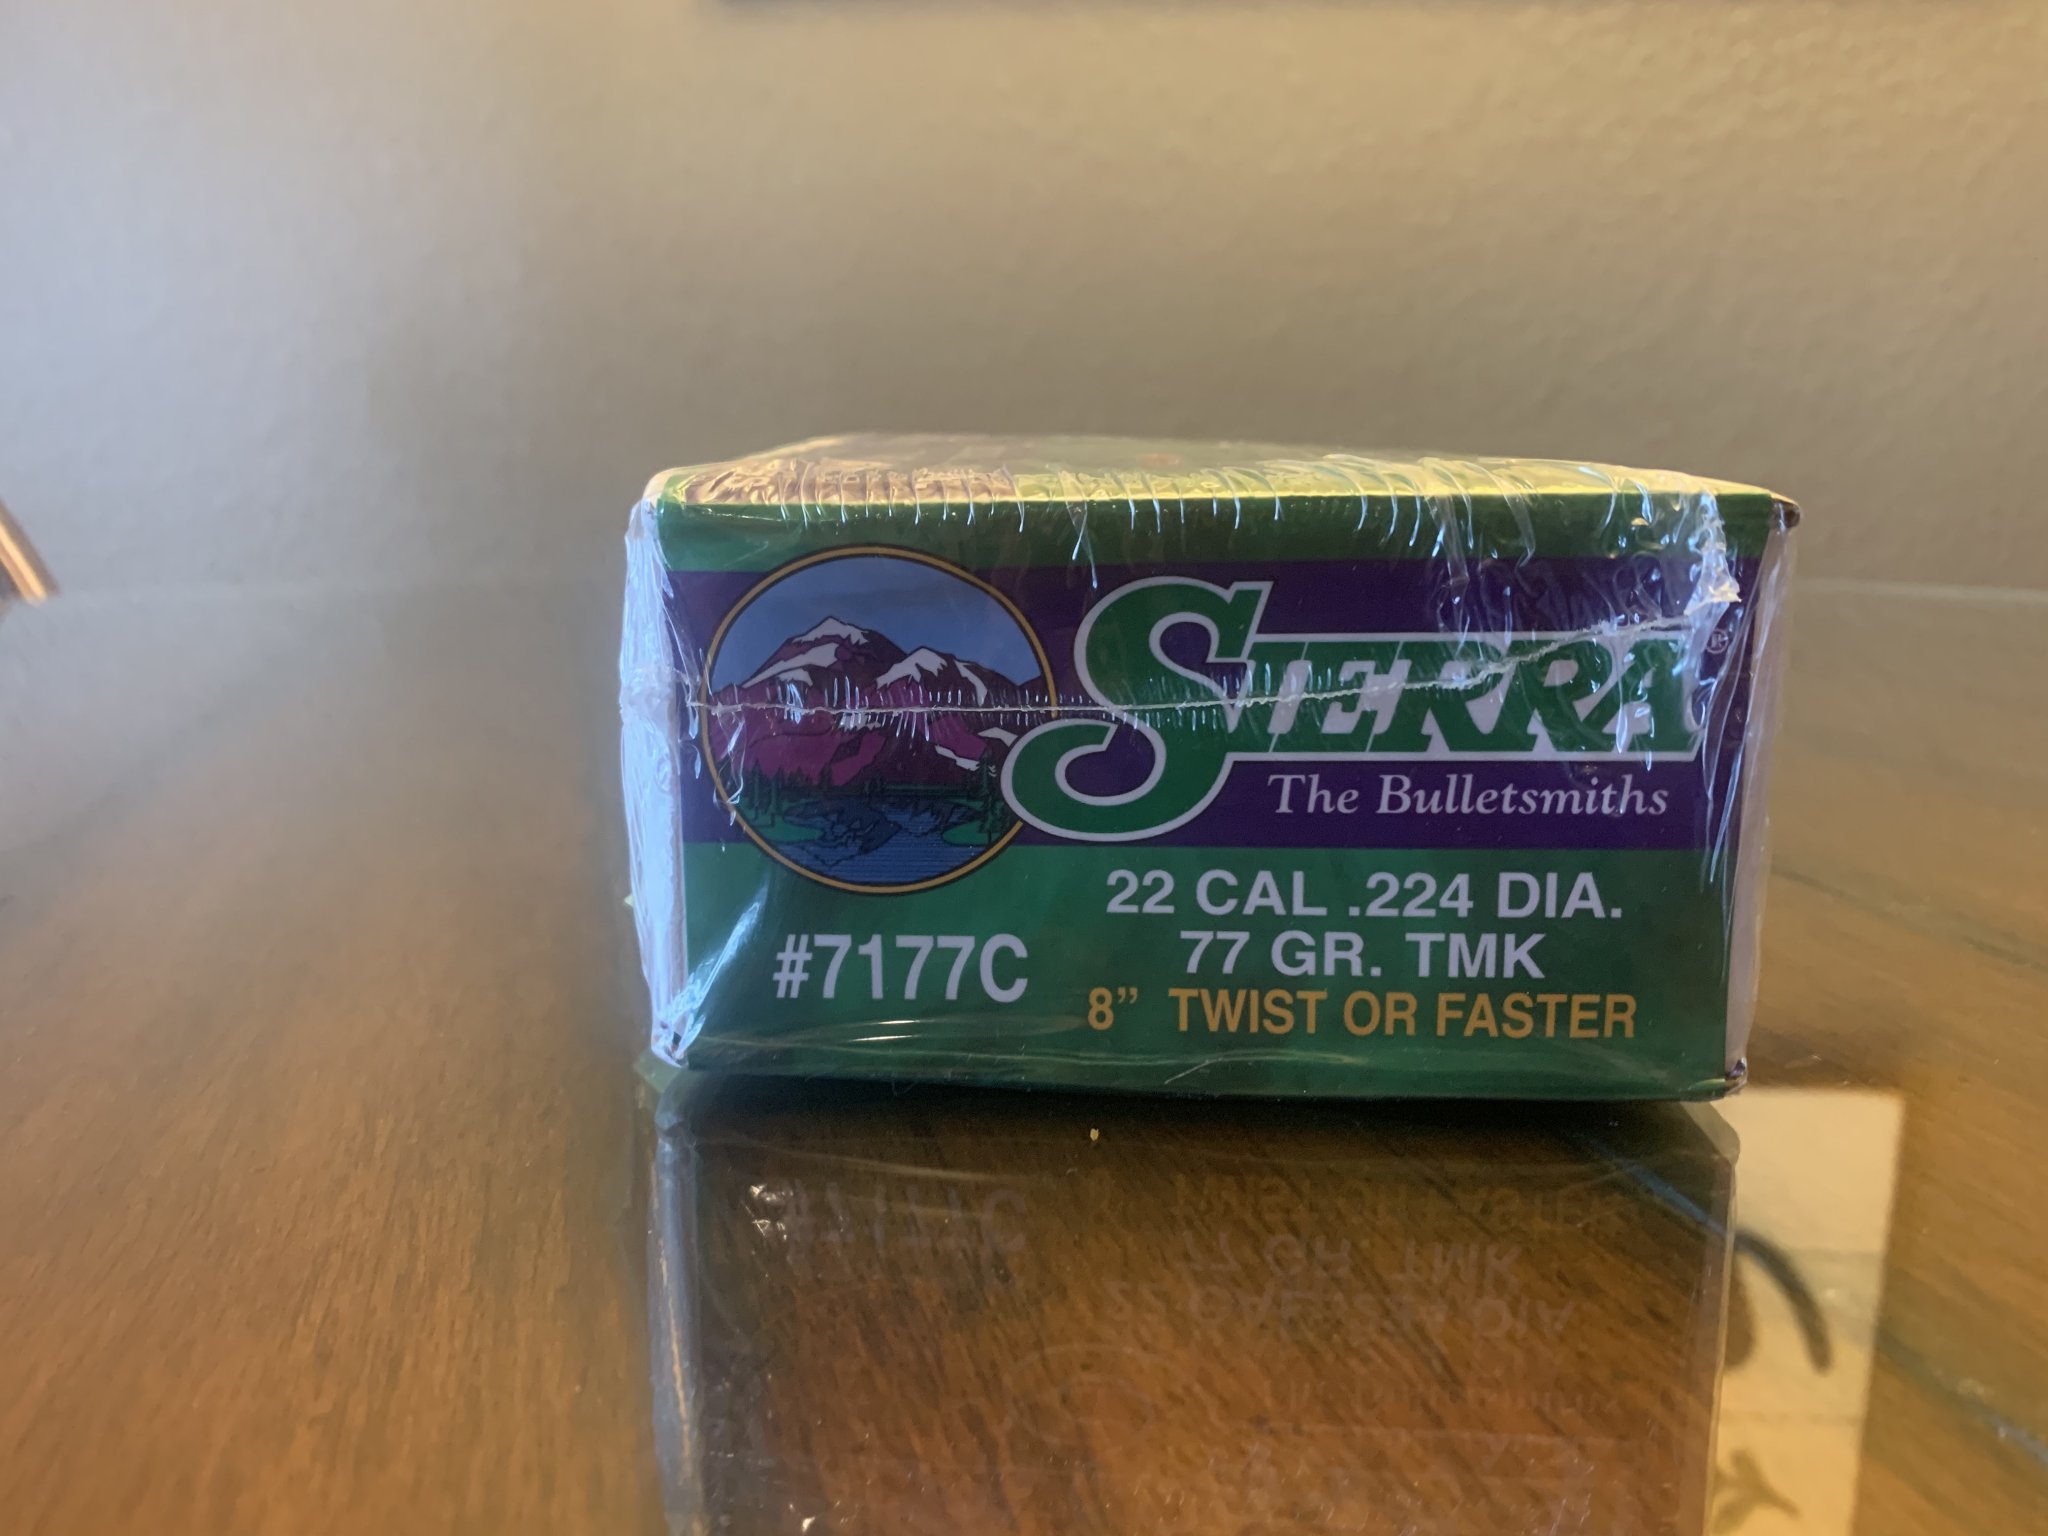 SIERRA®
The Bulletsmiths
22 CAL .224 DIA.
77 GR. TMK
8” TWIST OR FASTER
#7177C